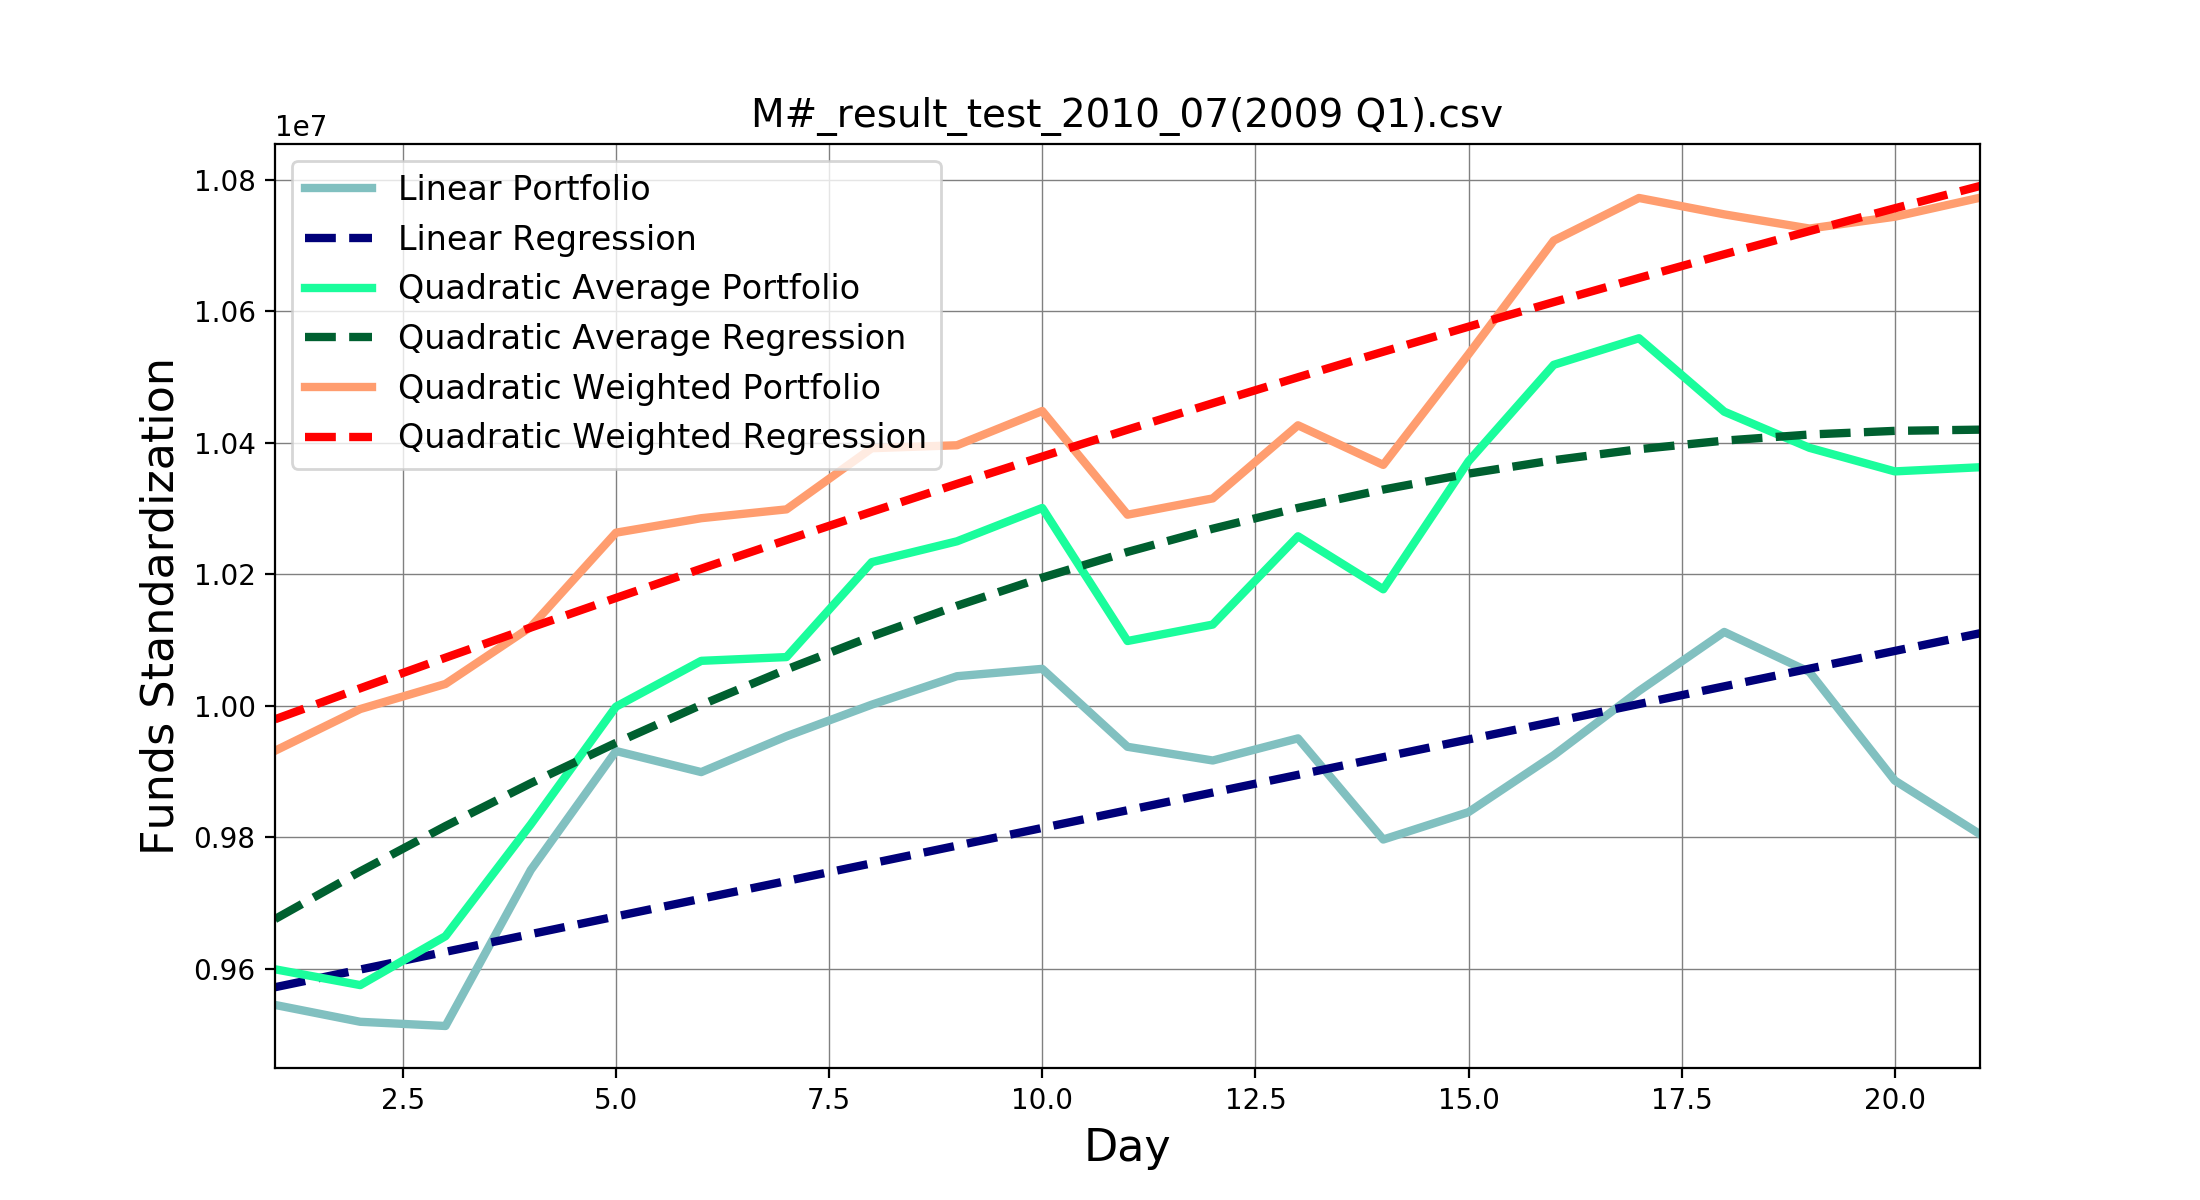 M#_result_test_2010_07(2009 Q1).csv
1e7
1.08
1.06
1.04
1.02
1.00
0.98
0.96
Funds Standardization
Linear Portfolio
Linear Regression
Quadratic Average Portfolio
Quadratic Average Regression
Quadratic Weighted Portfolio
Quadratic Weighted Regression
2.5 5.0 7.5 10.0 12.5 15.0 17.5 20.0
Day